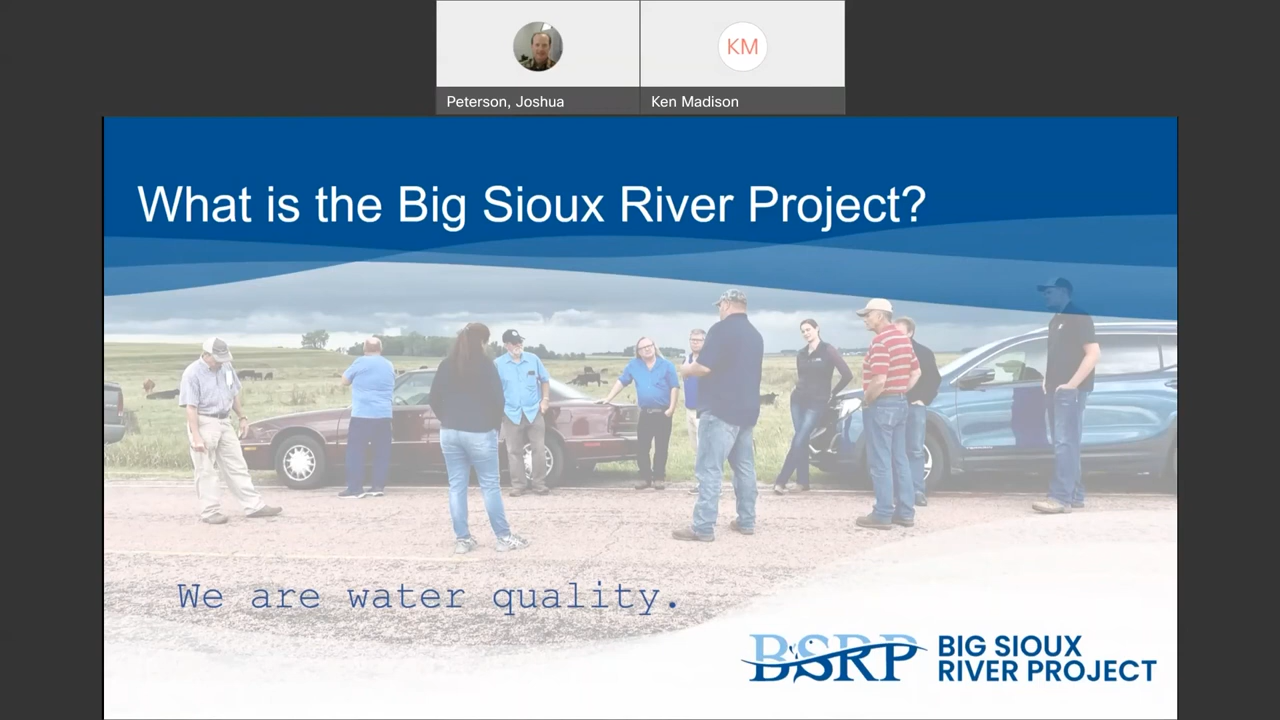 KM
Peterson, Joshua
Ken Madison
What is the Big Sioux River Project?
We are water quality.
BSRP
BIG SIOUX
RIVER PROJECT